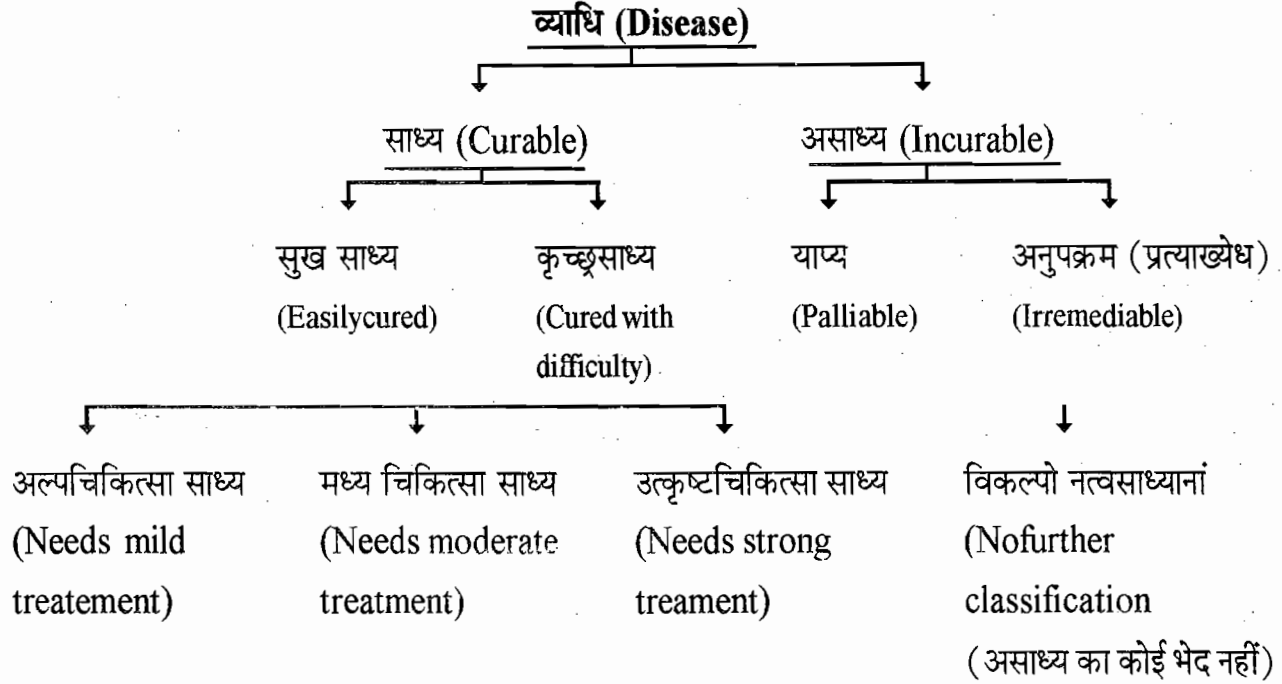 व्याधि (Disease)
साध्य (Curable) असाध्य (Incurable)
सुख साध्य कृच्छ्रसाध्य याप्य अनुपक्रम (प्रत्याख्येध)
(Easilycured) (Cured with (Palliable) (Irremediable)
difficulty)
अल्पचिकित्सा साध्य मध्य चिकित्सा साध्य उत्कृष्टचिकित्सा साध्य विकल्पो नत्वसाध्यानां
(Needs mild (Needs moderate (Needs strong (Nofurther
treatement) treatment) treament) classification
(असाध्य का कोई भेद नहीं)